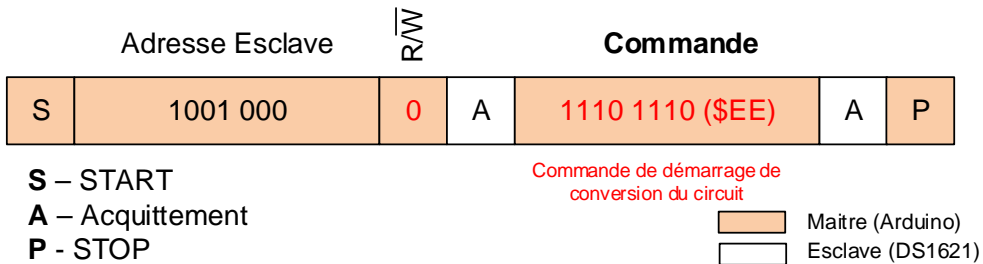 Adresse Esclave R/W Commande
S 1001 000 0 A 1110 1110 ($EE) A P
S – START
A – Acquittement
P - STOP
Commande de démarrage de
conversion du circuit
Maitre (Arduino)
Esclave (DS1621)